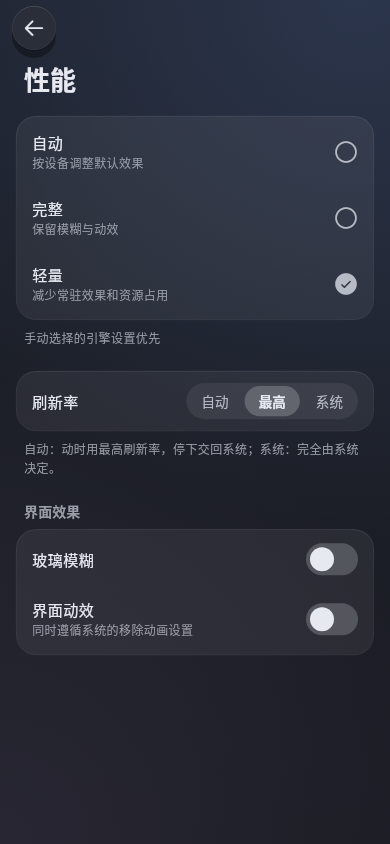 性能
自动
按设备调整默认效果
完整
保留模糊与动效
轻量
减少常驻效果和资源占用
手动选择的引擎设置优先
刷新率
自动
最高
系统
自动：动时用最高刷新率，停下交回系统；系统：完全由系统
决定。
界面效果
玻璃模糊
界面动效
同时遵循系统的移除动画设置